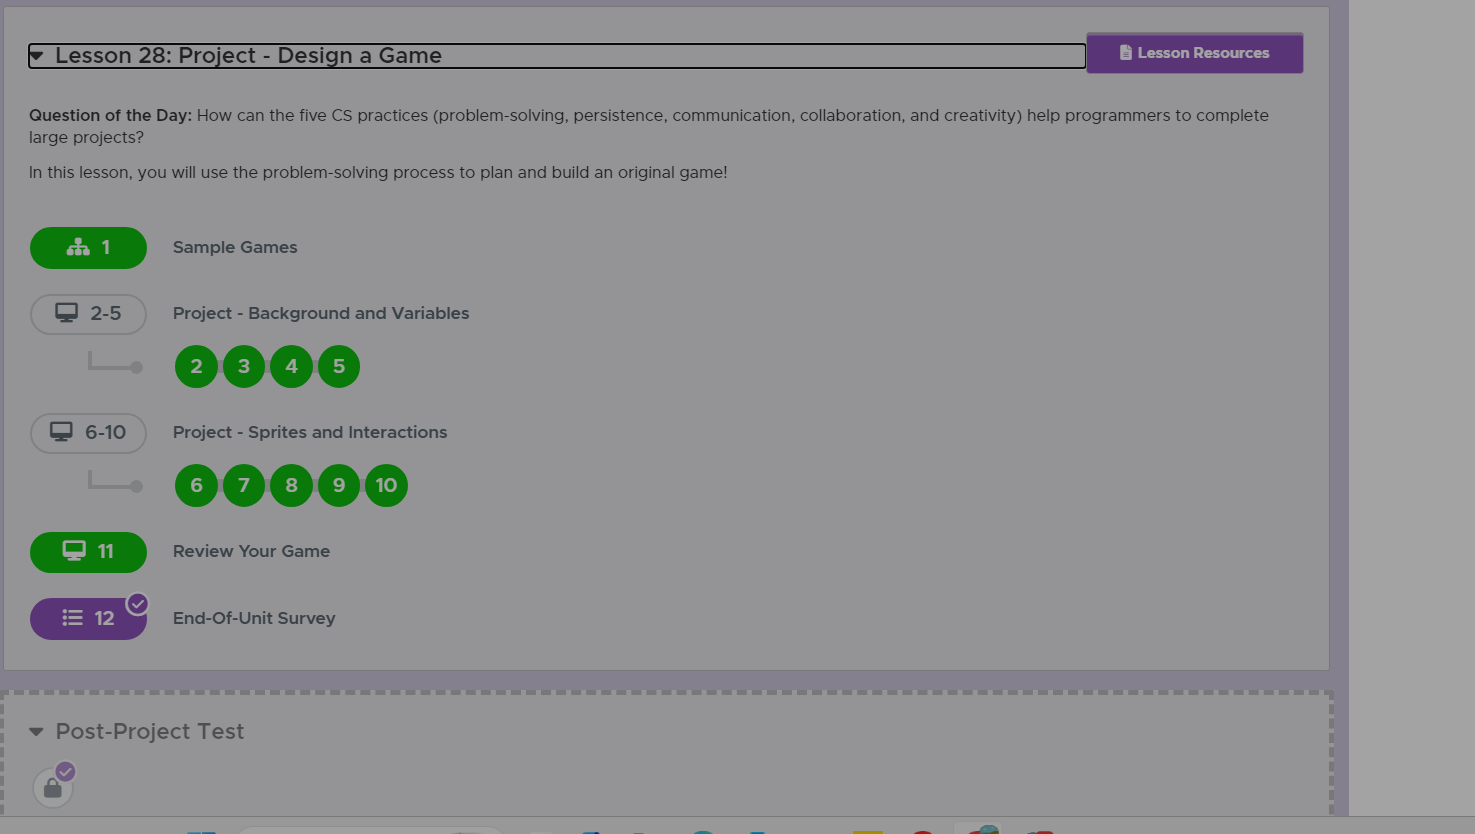 Lesson 28: Project - Design a Game
Lesson Resources
Question of the Day: How can the five CS practices (problem-solving, persistence, communication, collaboration, and creativity) help programmers to complete
large projects?
In this lesson, you will use the problem-solving process to plan and build an original game!
1 Sample Games
2-5 Project - Background and Variables
2 3 4 5
6-10 Project - Sprites and Interactions
6 7 8 9 10
11 Review Your Game
12 End-Of-Unit Survey
Post-Project Test